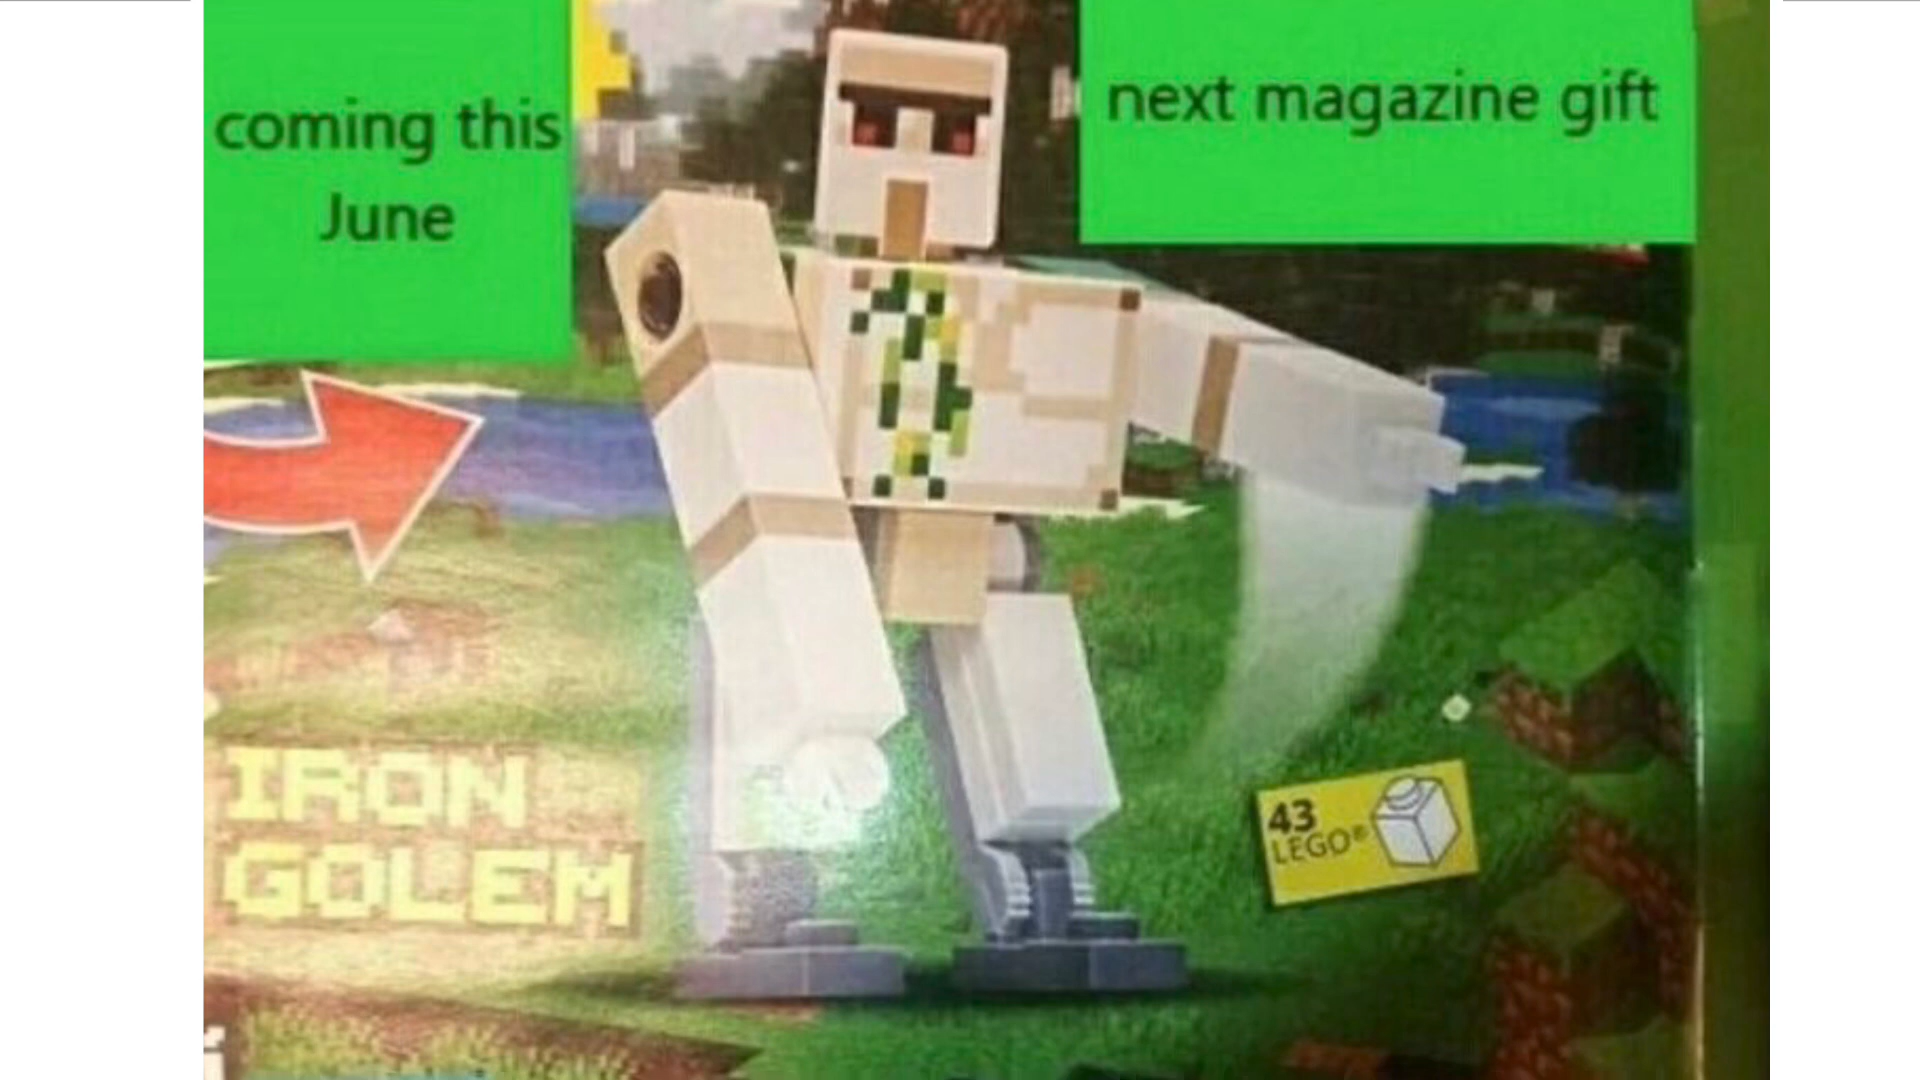 coming this
June
next magazine gift
IRON
GOLEM
43
LEGO®